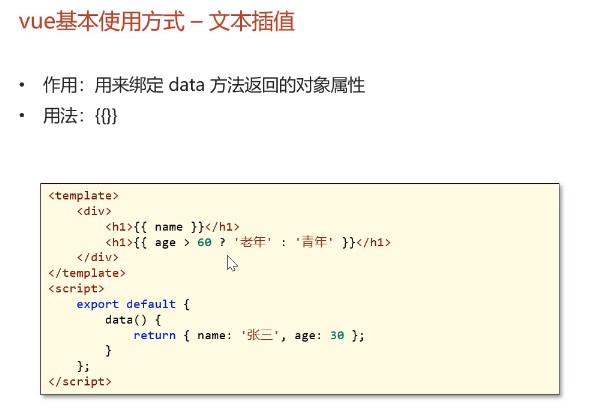 vue基本使用方式 – 文本插值
• 作用：用来绑定 data 方法返回的对象属性
• 用法：{{}}
<template>
    <div>
        <h1>{{ name }}</h1>
        <h1>{{ age > 60 ? '老年' : '青年' }}</h1>
    </div>
</template>
<script>
    export default {
        data() {
            return { name: '张三', age: 30 };
        }
    };
</script>